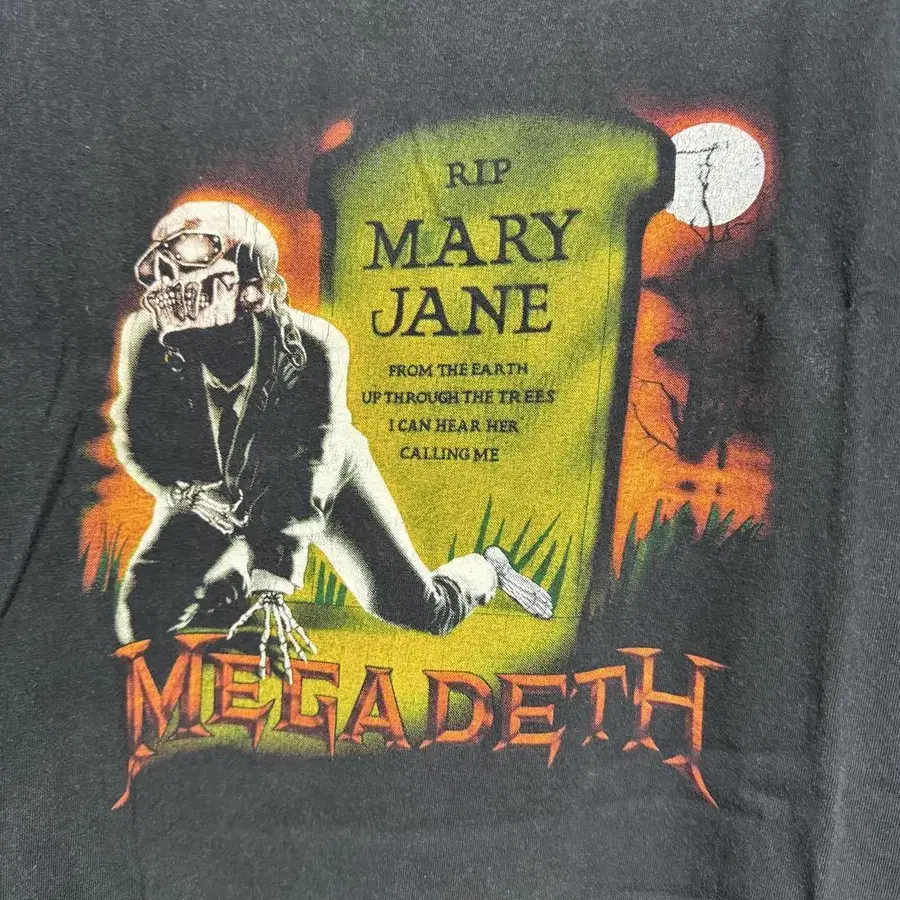 RIP
MARY
JANE
FROM THE EARTH
UP THROUGH THE TREES
I CAN HEAR HER
CALLING ME
MEGADETH